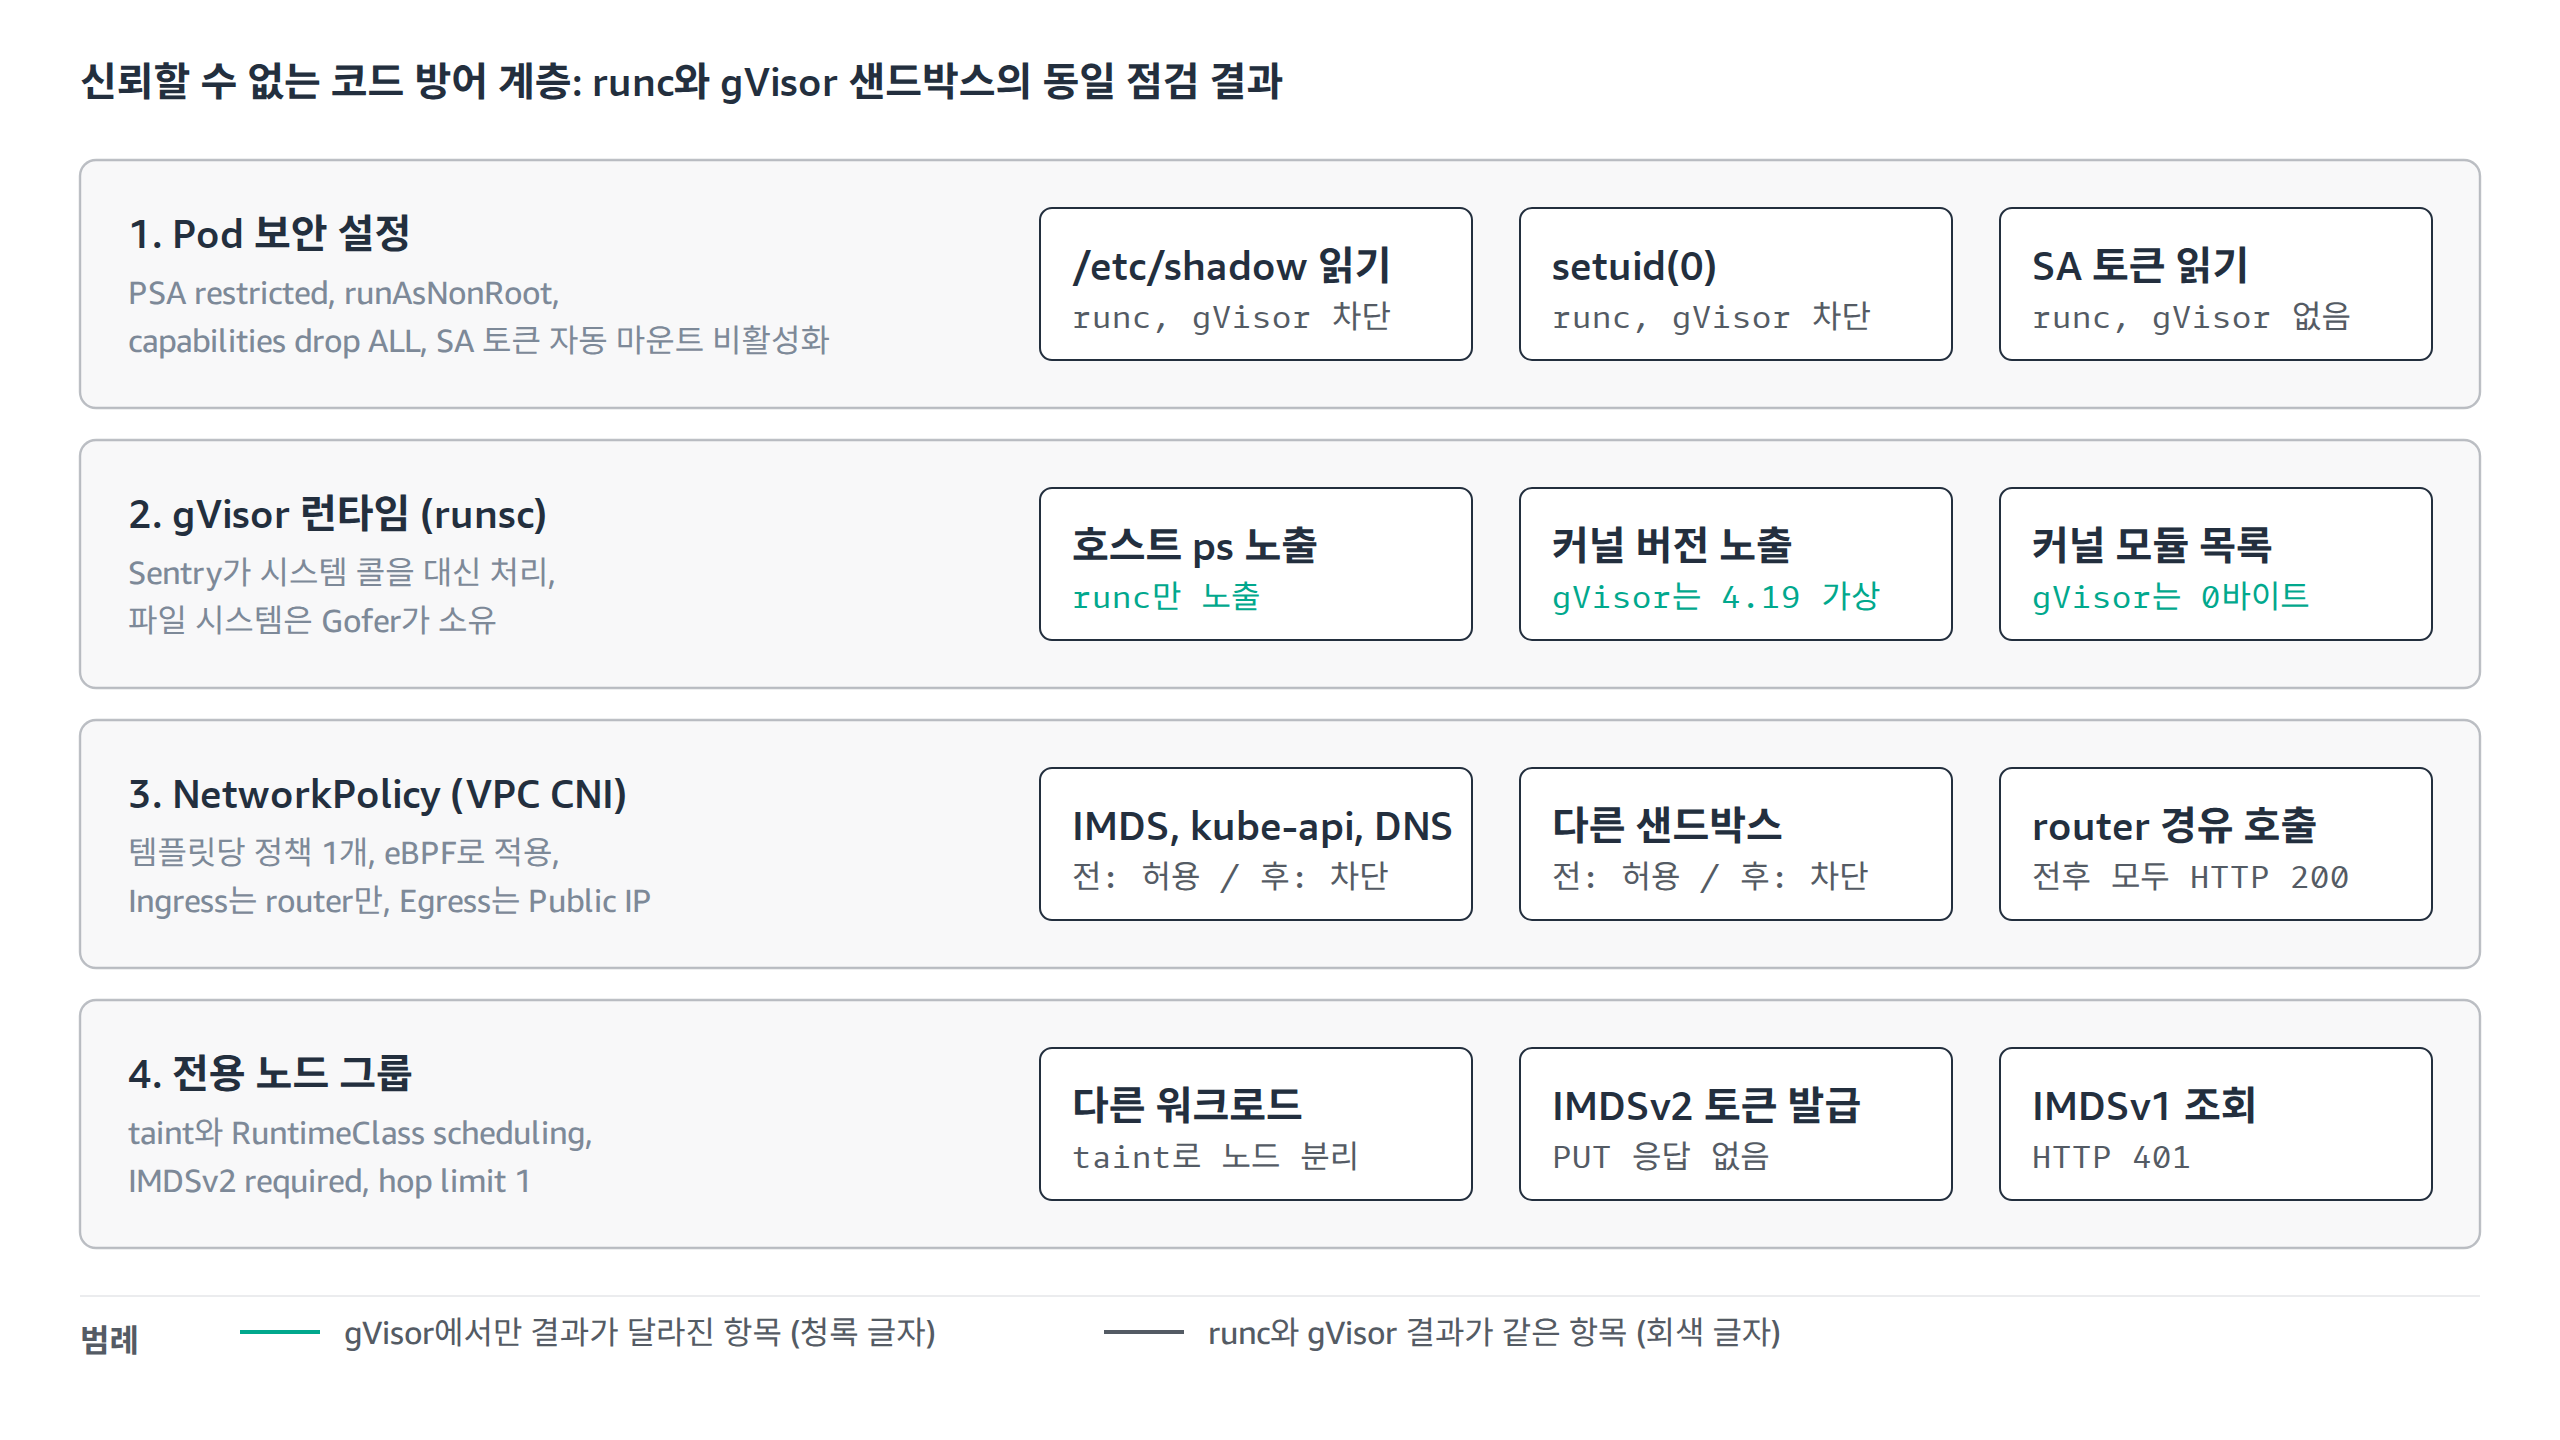 신뢰할 수 없는 코드 방어 계층: runc와 gVisor 샌드박스의 동일 점검 결과
1. Pod 보안 설정
PSA restricted, runAsNonRoot,
capabilities drop ALL, SA 토큰 자동 마운트 비활성화
/etc/shadow 읽기
runc, gVisor 차단
setuid(0)
runc, gVisor 차단
SA 토큰 읽기
runc, gVisor 없음
2. gVisor 런타임 (runsc)
Sentry가 시스템 콜을 대신 처리,
파일 시스템은 Gofer가 소유
호스트 ps 노출
runc만 노출
커널 버전 노출
gVisor는 4.19 가상
커널 모듈 목록
gVisor는 0바이트
3. NetworkPolicy (VPC CNI)
템플릿당 정책 1개, eBPF로 적용,
Ingress는 router만, Egress는 Public IP
IMDS, kube-api, DNS
전: 허용 / 후: 차단
다른 샌드박스
전: 허용 / 후: 차단
router 경유 호출
전후 모두 HTTP 200
4. 전용 노드 그룹
taint와 RuntimeClass scheduling,
IMDSv2 required, hop limit 1
다른 워크로드
taint로 노드 분리
IMDSv2 토큰 발급
PUT 응답 없음
IMDSv1 조회
HTTP 401
범례
gVisor에서만 결과가 달라진 항목 (청록 글자)
runc와 gVisor 결과가 같은 항목 (회색 글자)